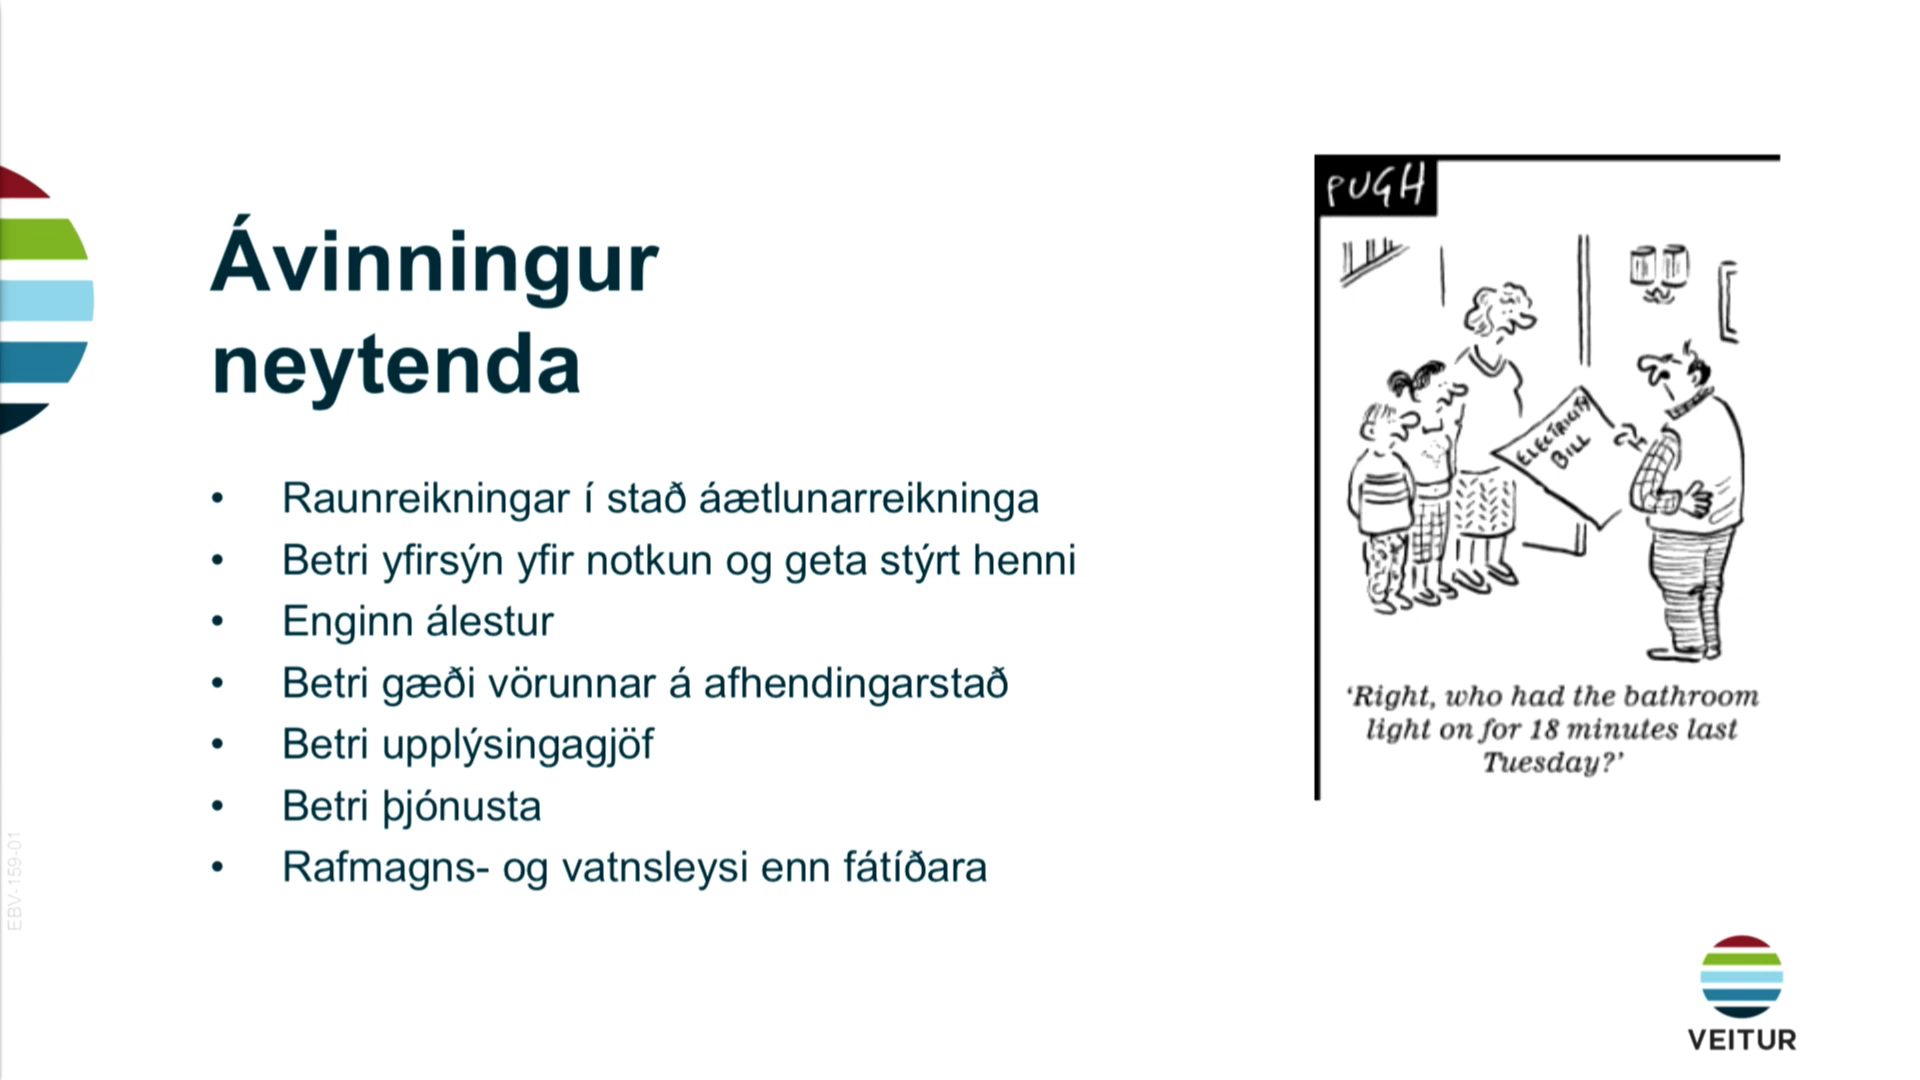 Ávinningur
neytenda
• Raunreikningar í stað áætlunarreikninga
• Betri yfirsýn yfir notkun og geta stýrt henni
• Enginn álestur
• Betri gæði vörunnar á afhendingarstað
• Betri upplýsingagjöf
• Betri þjónusta
• Rafmagns- og vatnsleysi enn fátíðara
PUGH
ELECTRICITY
BILL
‘Right, who had the bathroom
light on for 18 minutes last
Tuesday?’
EBV-159-01
VEITUR